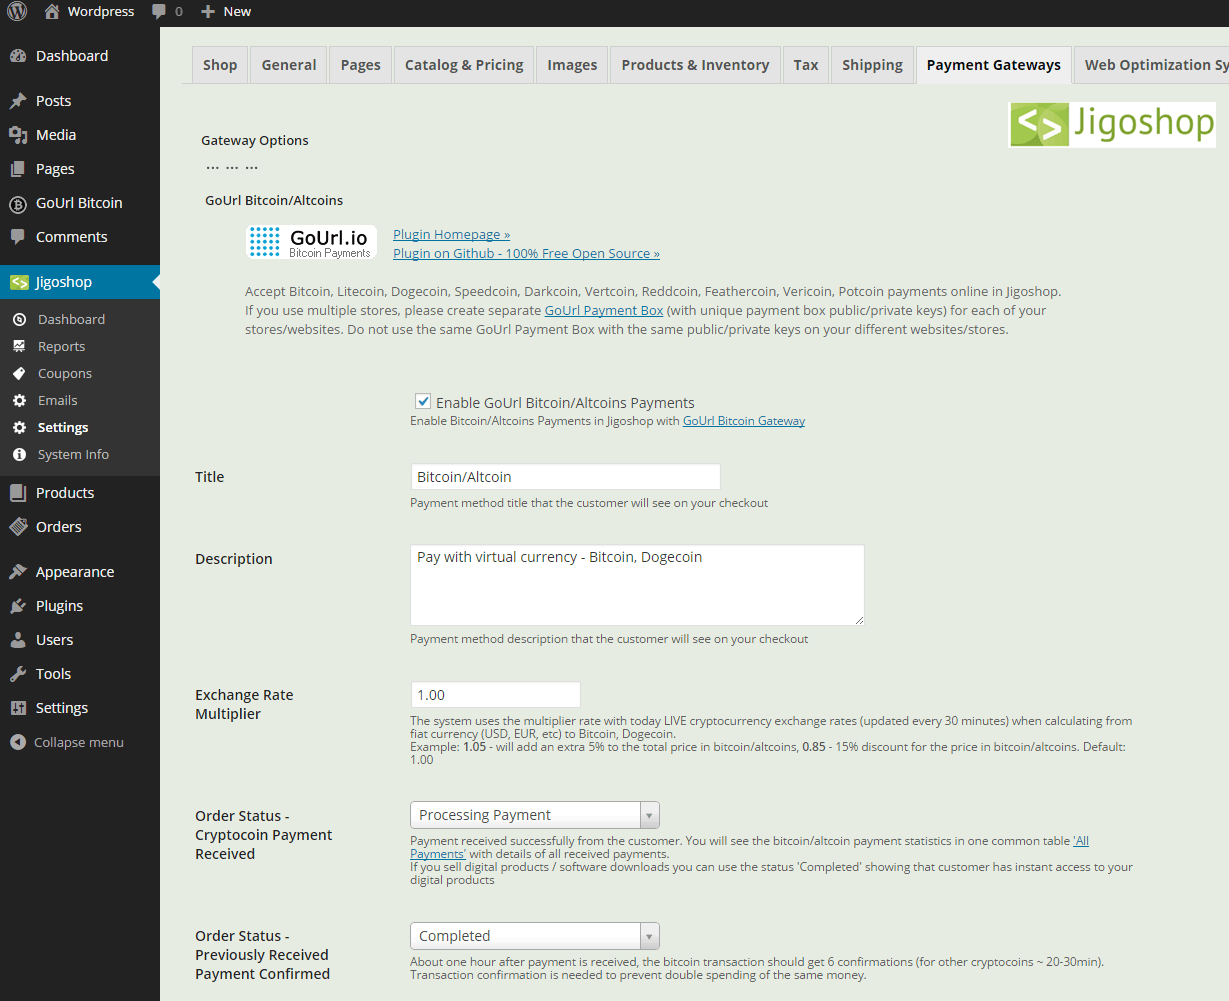 Wordpress 0 New
Dashboard
Posts
Media
Pages
GoUrl Bitcoin
Comments
Jigoshop
Dashboard
Reports
Coupons
Emails
Settings
System Info
Products
Orders
Appearance
Plugins
Users
Tools
Settings
Collapse menu
Shop General Pages Catalog & Pricing Images Products & Inventory Tax Shipping Payment Gateways Web Optimization Sy
Jigoshop
Gateway Options
... ... ...
GoUrl Bitcoin/Altcoins
GoUrl.io
Bitcoin Payments
Plugin Homepage »
Plugin on Github - 100% Free Open Source »
Accept Bitcoin, Litecoin, Dogecoin, Speedcoin, Darkcoin, Vertcoin, Reddcoin, Feathercoin, Vericoin, Potcoin payments online in Jigoshop.
If you use multiple stores, please create separate GoUrl Payment Box (with unique payment box public/private keys) for each of your
stores/websites. Do not use the same GoUrl Payment Box with the same public/private keys on your different websites/stores.
Enable GoUrl Bitcoin/Altcoins Payments
Enable Bitcoin/Altcoins Payments in Jigoshop with GoUrl Bitcoin Gateway
Title
Bitcoin/Altcoin
Payment method title that the customer will see on your checkout
Description
Pay with virtual currency - Bitcoin, Dogecoin
Payment method description that the customer will see on your checkout
Exchange Rate
Multiplier
1.00
The system uses the multiplier rate with today LIVE cryptocurrency exchange rates (updated every 30 minutes) when calculating from
fiat currency (USD, EUR, etc) to Bitcoin, Dogecoin.
Example: 1.05 - will add an extra 5% to the total price in bitcoin/altcoins, 0.85 - 15% discount for the price in bitcoin/altcoins. Default:
1.00
Order Status -
Cryptocoin Payment
Received
Processing Payment
Payment received successfully from the customer. You will see the bitcoin/altcoin payment statistics in one common table 'All
Payments' with details of all received payments.
If you sell digital products / software downloads you can use the status 'Completed' showing that customer has instant access to your
digital products
Order Status -
Previously Received
Payment Confirmed
Completed
About one hour after payment is received, the bitcoin transaction should get 6 confirmations (for other cryptocoins ~ 20-30min).
Transaction confirmation is needed to prevent double spending of the same money.